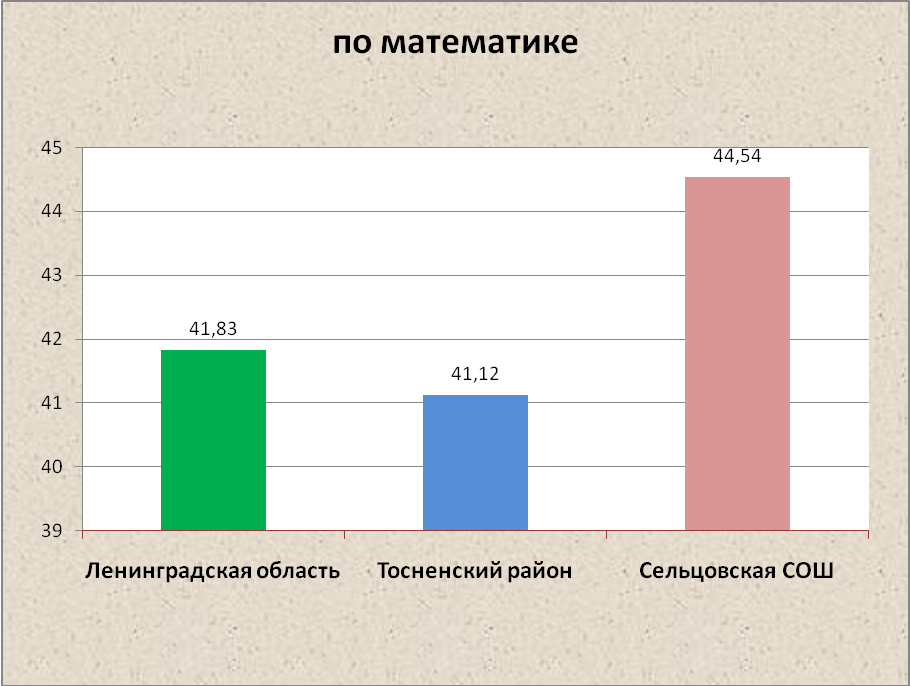 по математике
45
44
43
42
41
40
39
41,83
41,12
44,54
Ленинградская область
Тосненский район
Сельцовская СОШ